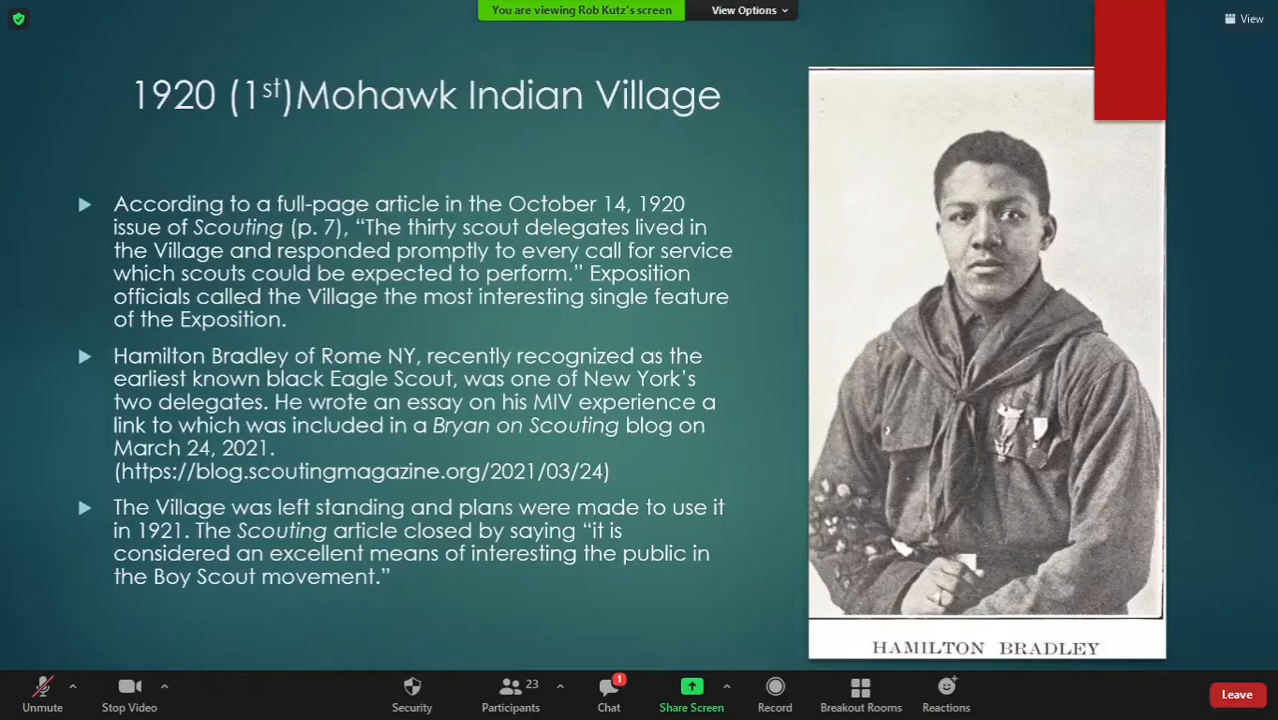 You are viewing Rob Kutz's screen
View Options
View
1920 (1st)Mohawk Indian Village
According to a full-page article in the October 14, 1920
issue of Scouting (p. 7), “The thirty scout delegates lived in
the Village and responded promptly to every call for service
which scouts could be expected to perform.” Exposition
officials called the Village the most interesting single feature
of the Exposition.
Hamilton Bradley of Rome NY, recently recognized as the
earliest known black Eagle Scout, was one of New York’s
two delegates. He wrote an essay on his MIV experience a
link to which was included in a Bryan on Scouting blog on
March 24, 2021.
(https://blog.scoutingmagazine.org/2021/03/24)
The Village was left standing and plans were made to use it
in 1921. The Scouting article closed by saying “it is
considered an excellent means of interesting the public in
the Boy Scout movement.”
HAMILTON BRADLEY
Unmute
Stop Video
Security
23
Participants
1
Chat
Share Screen
Record
Breakout Rooms
Reactions
Leave